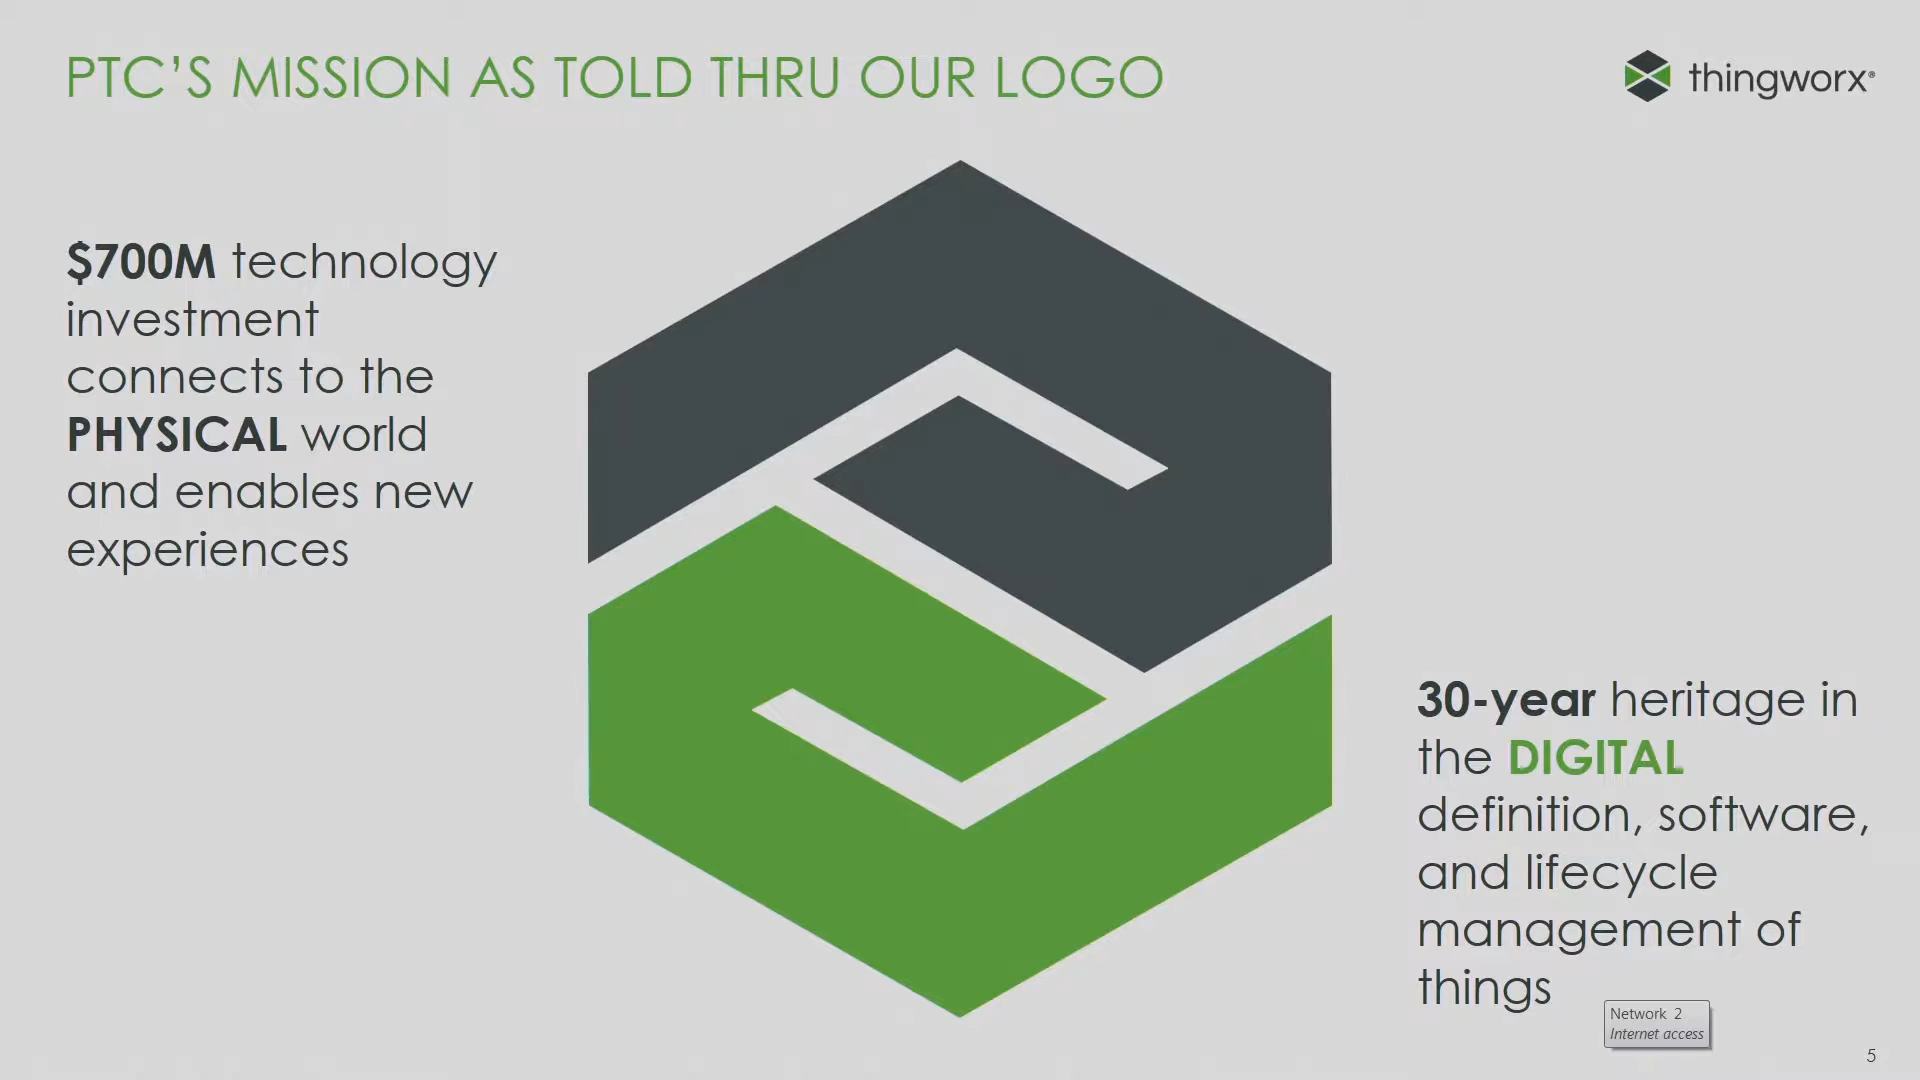 PTC’S MISSION AS TOLD THRU OUR LOGO
thingworx®
$700M technology
investment
connects to the
PHYSICAL world
and enables new
experiences
30-year heritage in
the DIGITAL
definition, software,
and lifecycle
management of
things
Network 2
Internet access
5